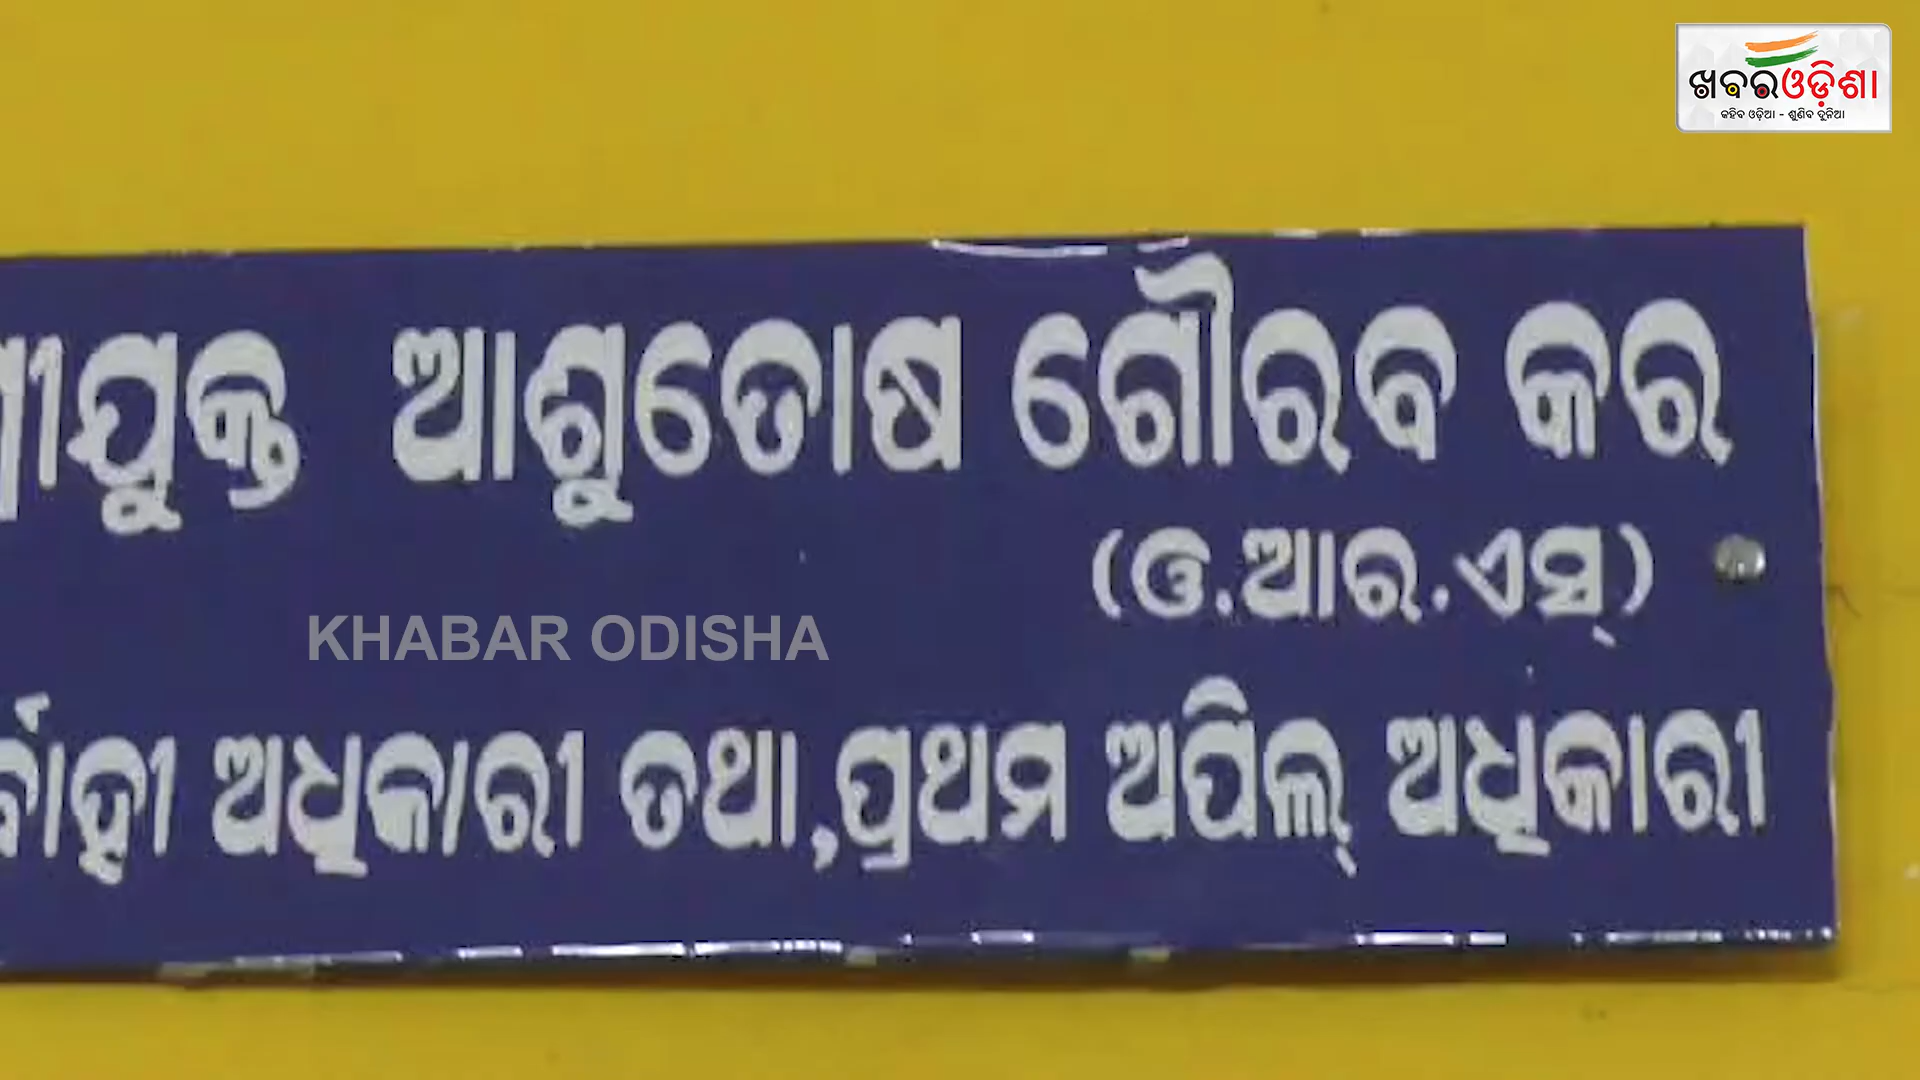 ଖବରଓଡ଼ିଶା
କହିବ ଓଡ଼ିଆ - ଶୁଣିବ ଦୁନିଆ
ଶ୍ରୀଯୁକ୍ତ ଆଶୁତୋଷ ଗୌରବ କର
(ଓ.ଆର.ଏସ୍)
KHABAR ODISHA
ର୍ବାହୀ ଅଧିକାରୀ ତଥା,ପ୍ରଥମ ଅପିଲ୍ ଅଧିକାରୀ